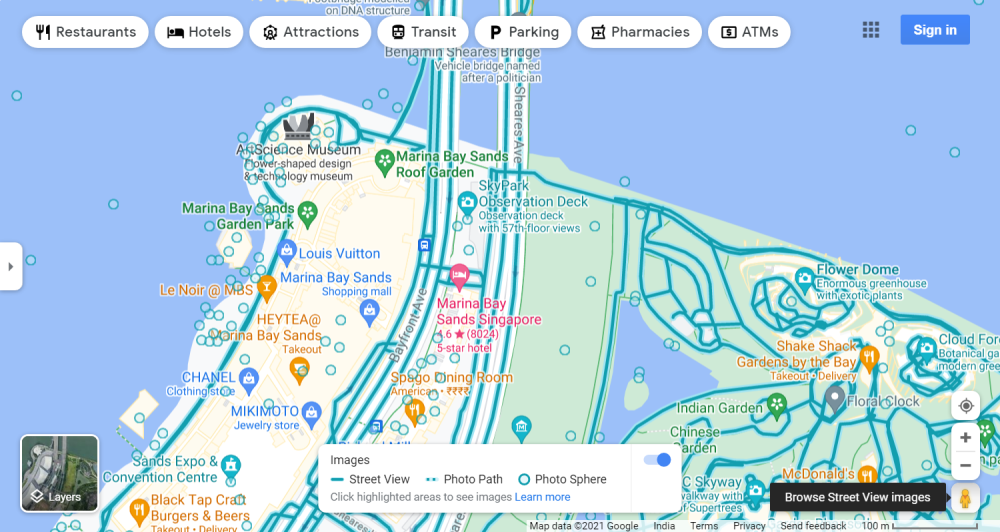 Footbridge modelled
on DNA structure
Restaurants
Hotels
Attractions
Transit
Parking
Pharmacies
ATMs
Sign in
Benjamin Sheares Bridge
Vehicle bridge named
after a politician
Sheares Ave
ArtScience Museum
Flower-shaped design
& technology museum
Marina Bay Sands
Roof Garden
SkyPark
Observation Deck
Observation deck
with 57th-floor views
Marina Bay Sands
Garden Park
Louis Vuitton
Marina Bay Sands
Shopping mall
Le Noir @ MBS
Flower Dome
Enormous greenhouse
with exotic plants
Marina Bay
Sands Singapore
4.6 ★ (8024)
5-star hotel
HEYTEA@
Marina Bay Sands
Takeout
Bayfront Ave
Shake Shack
Gardens by the Bay
Takeout • Delivery
Cloud For
Botanical ga
modern gree
CHANEL
Clothing store
Spago Dining Room
American • ₹₹₹₹
MIKIMOTO
Jewelry store
Indian Garden
Floral Clock
Chinese
Garden
Sands Expo &
Convention Centre
Black Tap Craft
Burgers & Beers
Takeout • Delivery
McDonald's
C Skyway
walkway with
of Supertrees
Layers
Images
Street View
Photo Path
Photo Sphere
Click highlighted areas to see images Learn more
Browse Street View images
Map data ©2021 Google
India
Terms
Privacy
Send feedback
100 m